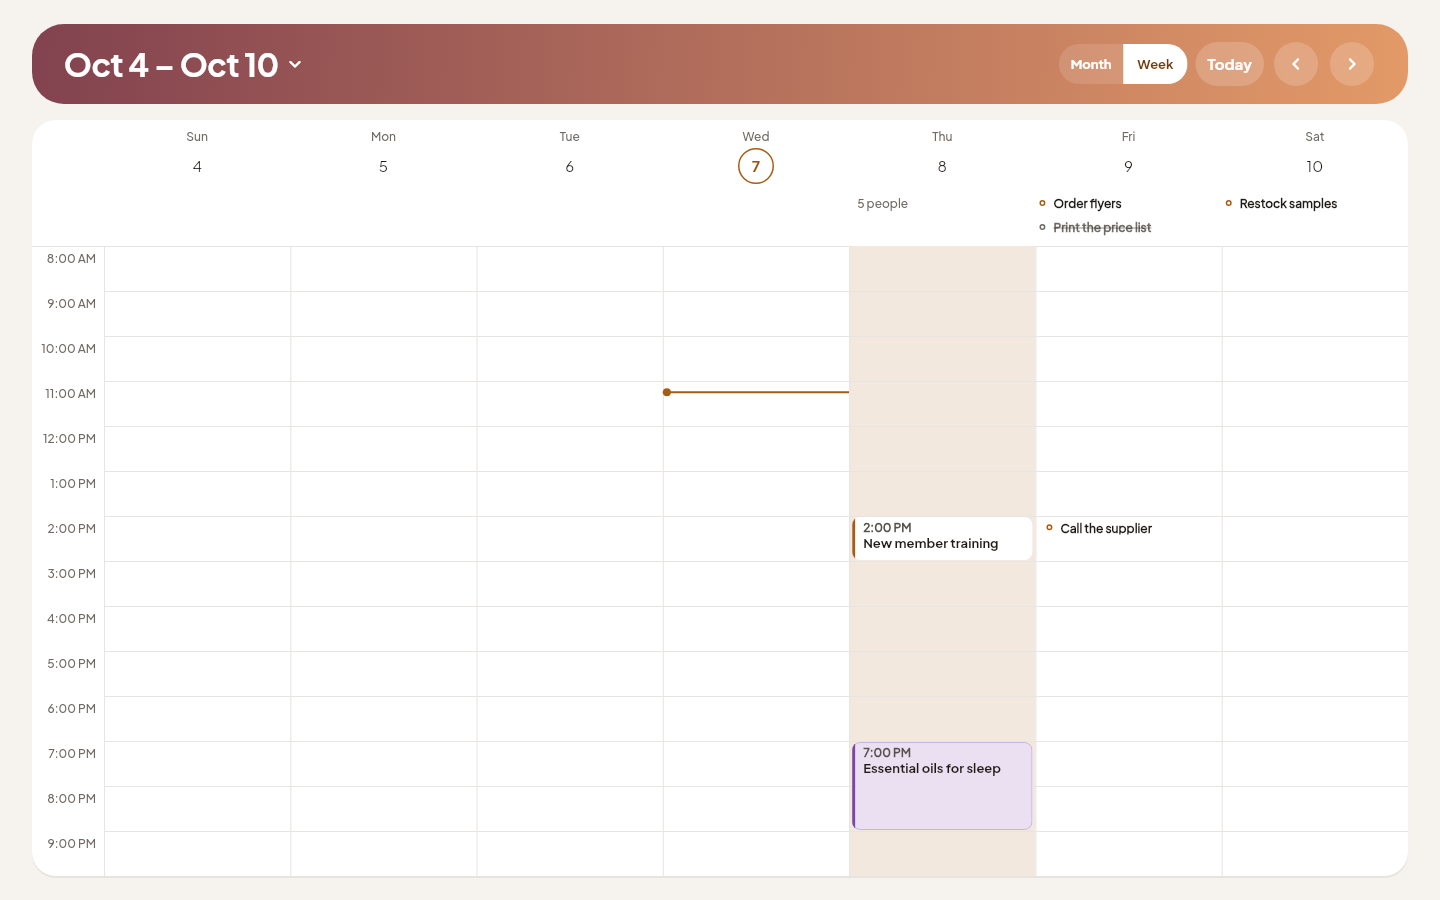 Oct 4 – Oct 10
Month
Week
Today
Sun
Mon
Tue
Wed
Thu
Fri
Sat
4
5
6
7
8
9
10
5 people
Order flyers
Restock samples
Print the price list
8:00 AM
9:00 AM
10:00 AM
11:00 AM
12:00 PM
1:00 PM
2:00 PM
2:00 PM
New member training
Call the supplier
3:00 PM
4:00 PM
5:00 PM
6:00 PM
7:00 PM
7:00 PM
Essential oils for sleep
8:00 PM
9:00 PM